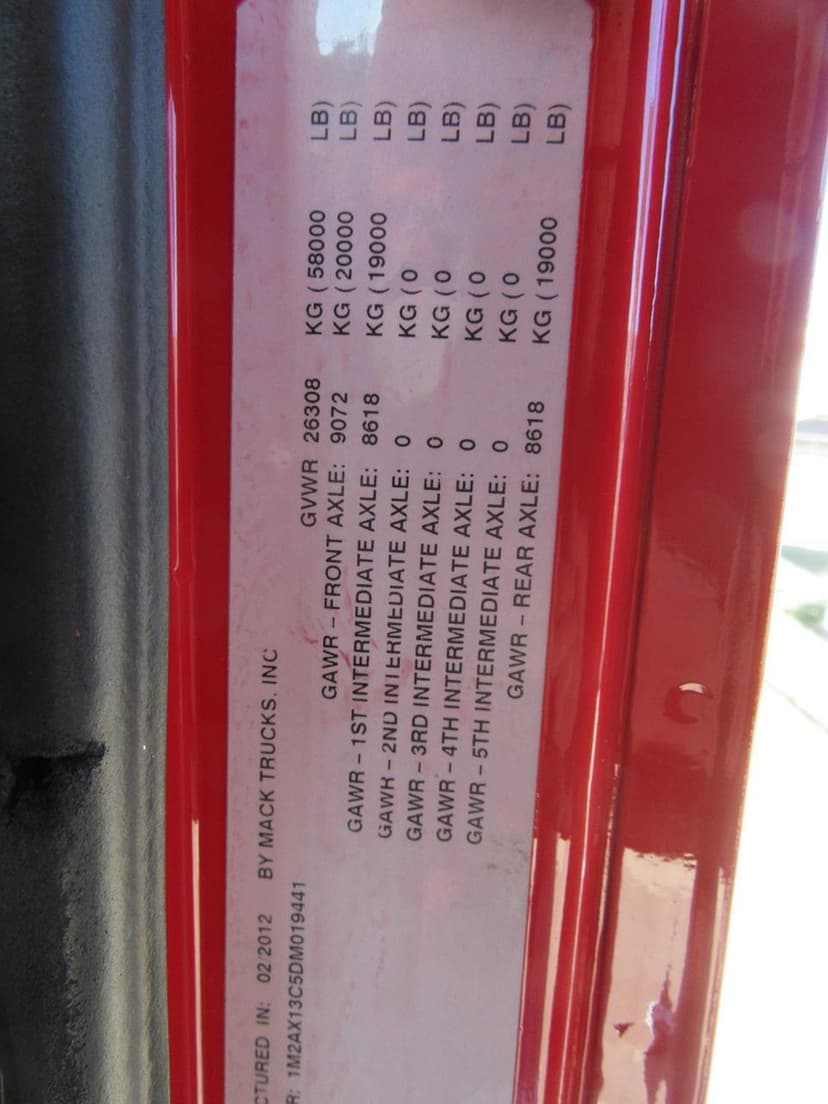 CTURED IN: 02 2012 BY MACK TRUCKS, INC
R: 1M2AX13C5DM019441
GVWR 26308 KG ( 58000 LB)
GAWR - FRONT AXLE: 9072 KG ( 20000 LB)
GAWR - 1ST INTERMEDIATE AXLE: 8618 KG ( 19000 LB)
GAWR - 2ND INTERMEDIATE AXLE: 0 KG ( 0 LB)
GAWR - 3RD INTERMEDIATE AXLE: 0 KG ( 0 LB)
GAWR - 4TH INTERMEDIATE AXLE: 0 KG ( 0 LB)
GAWR - 5TH INTERMEDIATE AXLE: 0 KG ( 0 LB)
GAWR - REAR AXLE: 8618 KG ( 19000 LB)